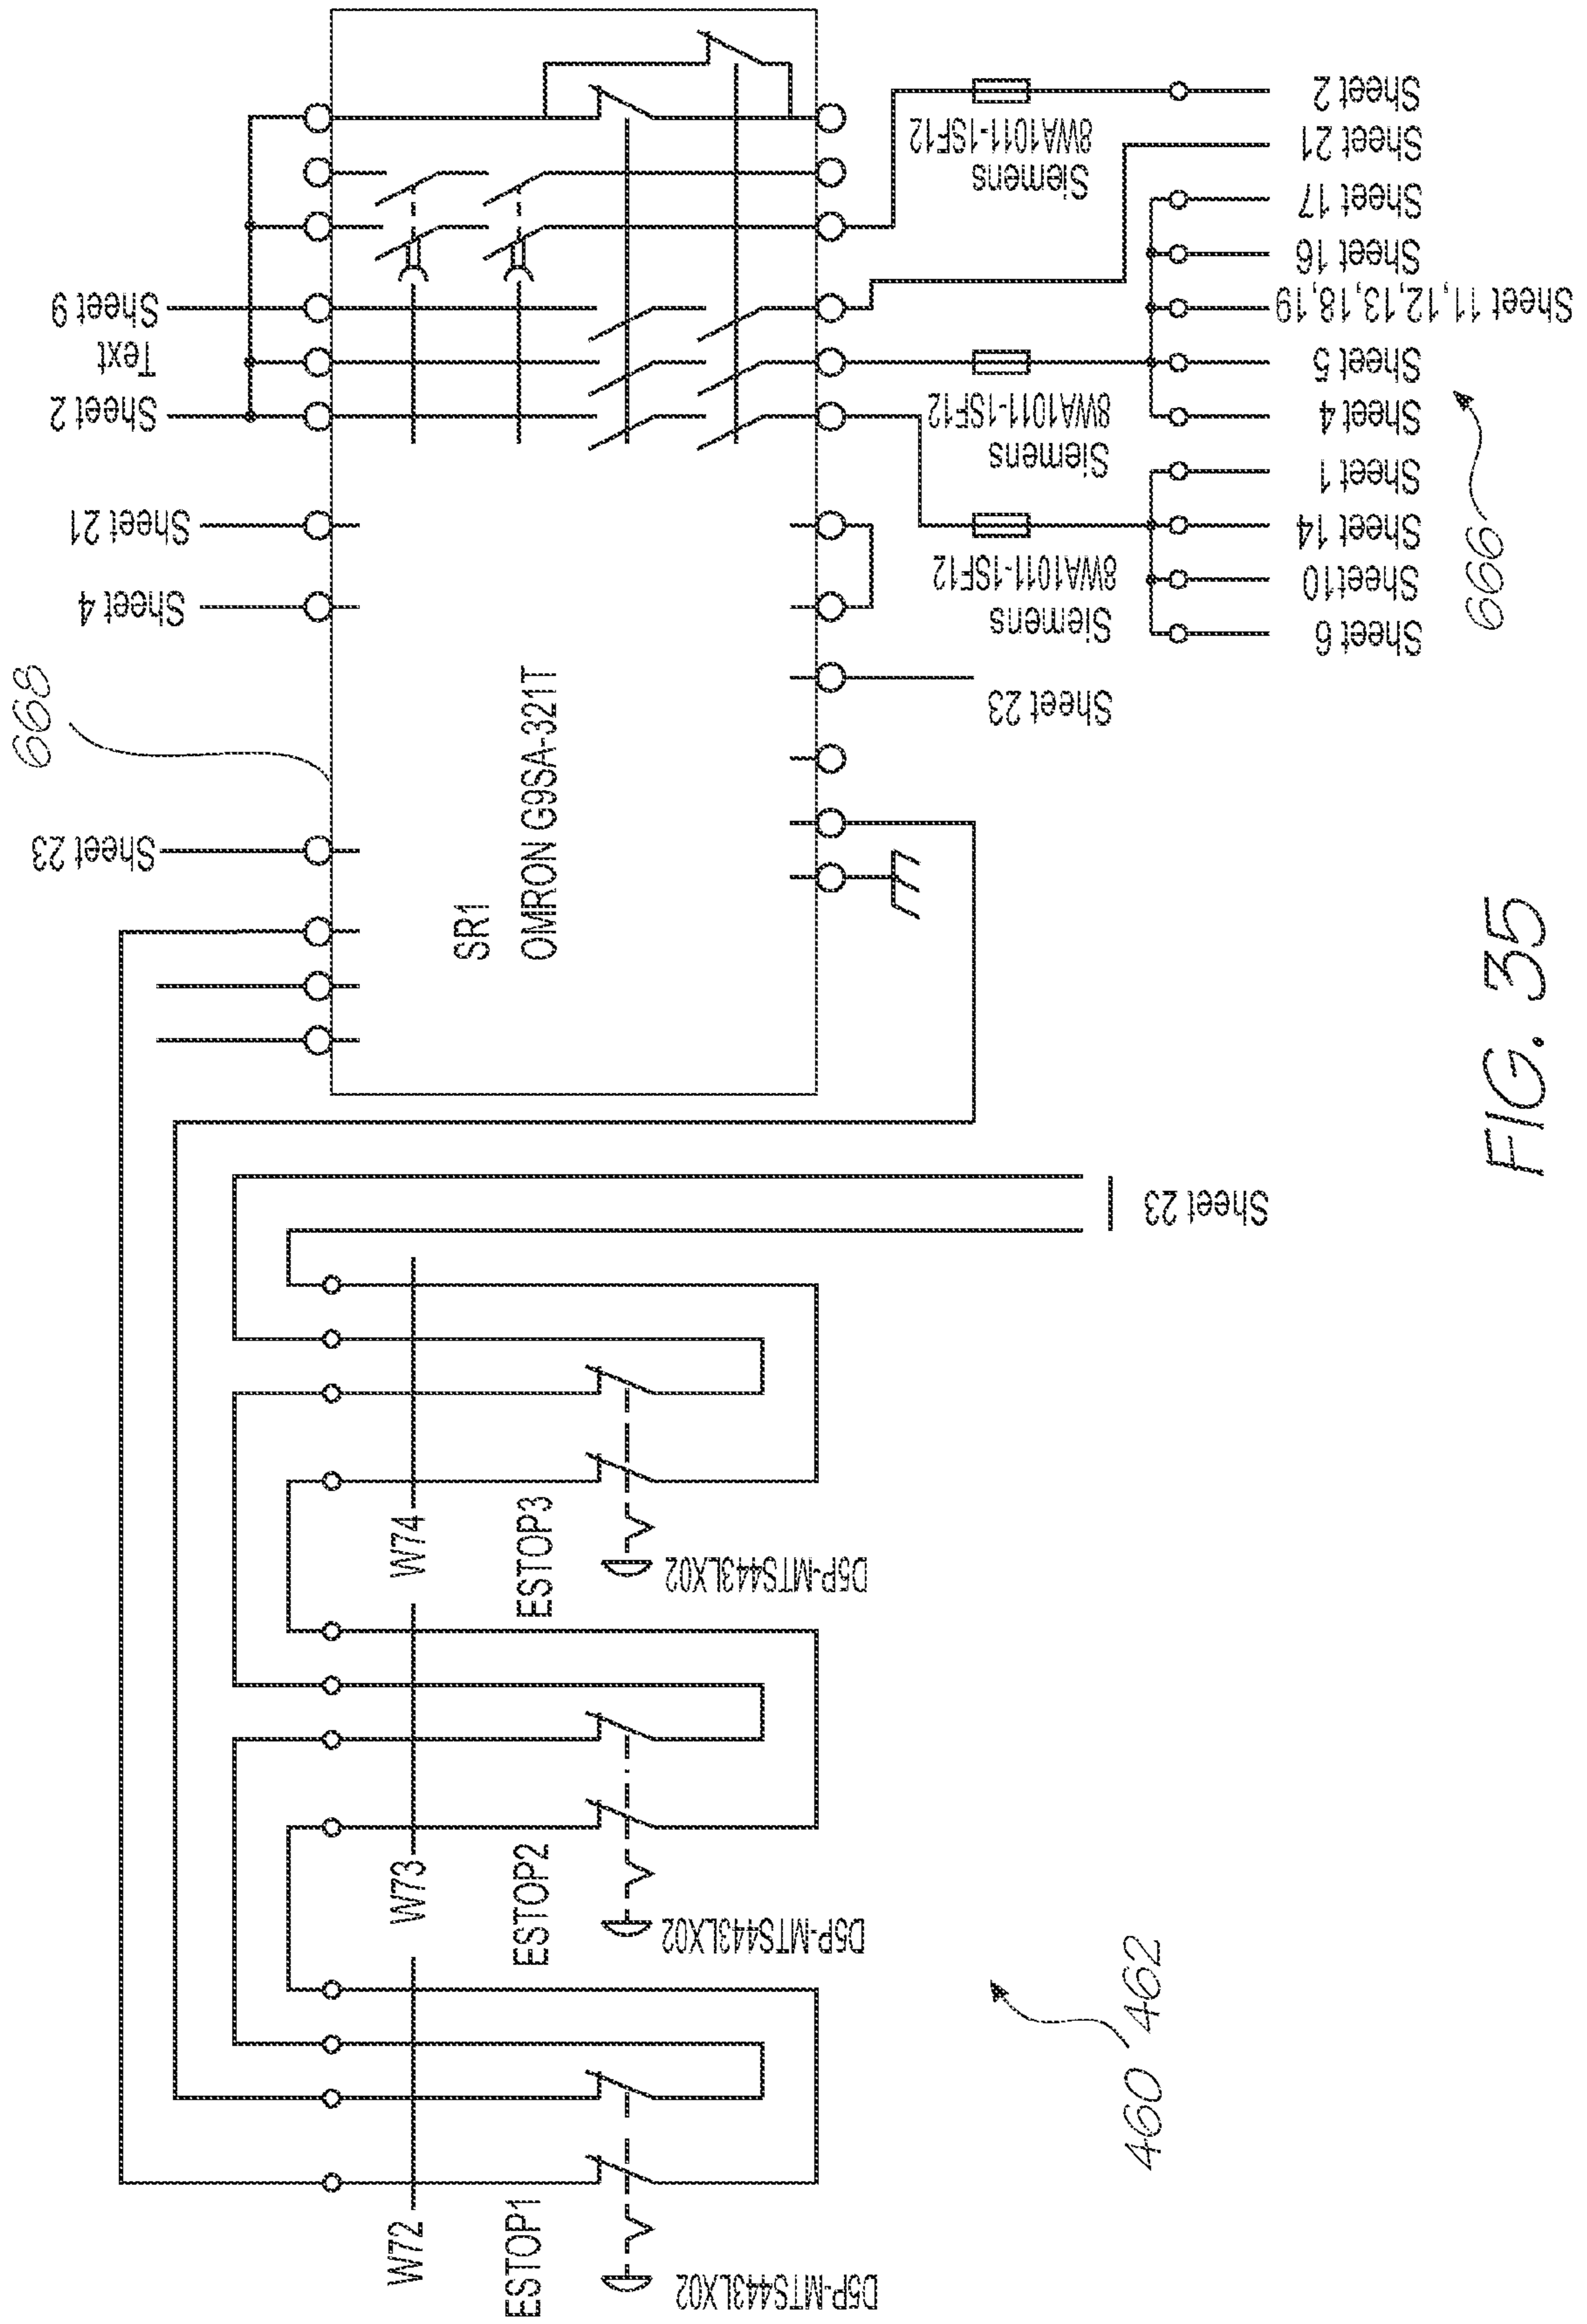 668
Sheet 23
Sheet 4
Sheet 21
Sheet 2
Text
Sheet 9
SR1
OMRON G9SA-321T
W72
W73
W74
ESTOP1
ESTOP2
ESTOP3
D5P-MTS443LX02
D5P-MTS443LX02
D5P-MTS443LX02
Sheet 23
Sheet 23
Siemens
8WA1011-1SF12
Siemens
8WA1011-1SF12
Siemens
8WA1011-1SF12
Sheet 6
Sheet10
Sheet 14
Sheet 1
Sheet 4
Sheet 5
Sheet 11,12,13,18,19
Sheet 16
Sheet 17
Sheet 21
Sheet 2
460 462
666
FIG. 35